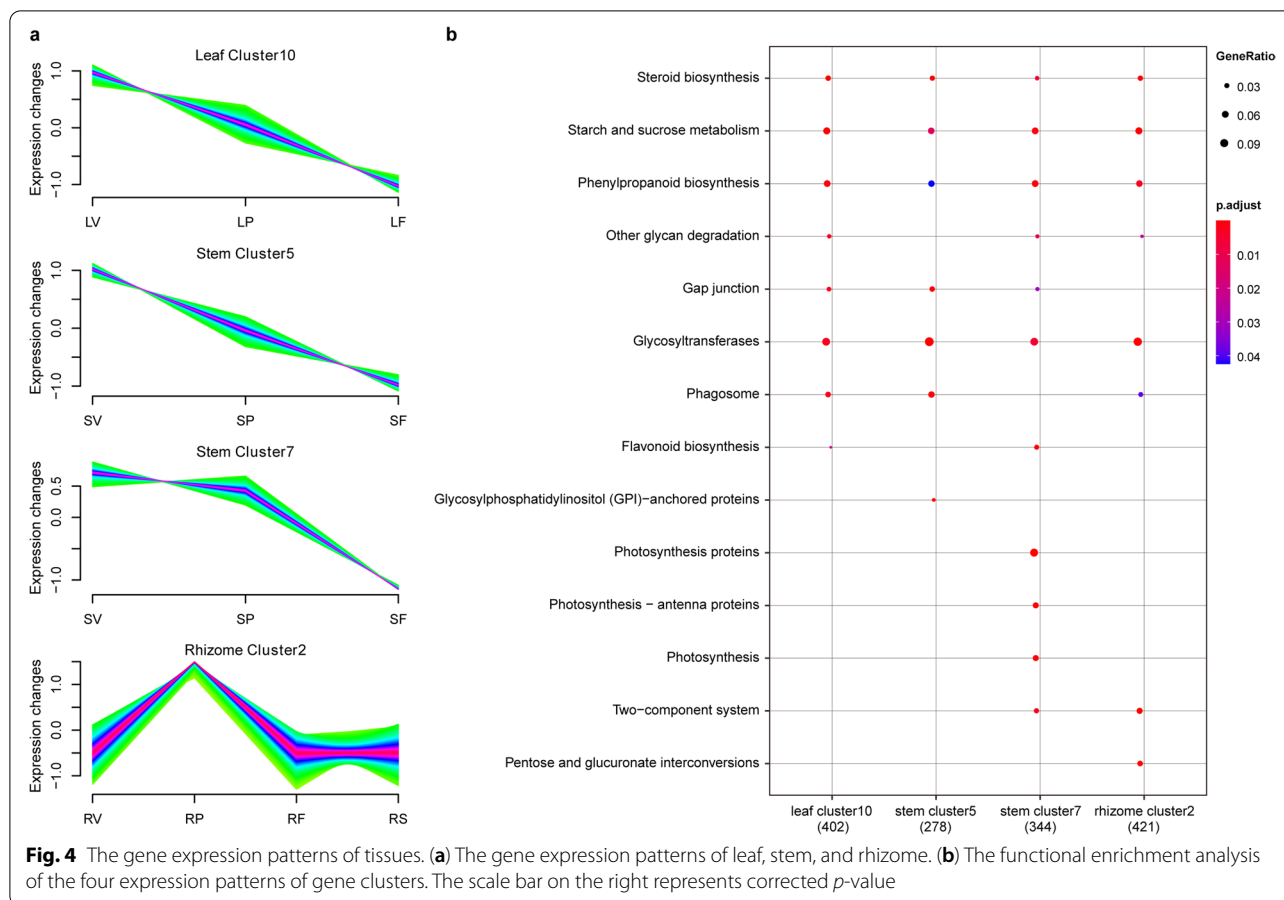 a
Leaf Cluster10
Expression changes
1.0
0.0
−1.0
LV LP LF
Stem Cluster5
Expression changes
1.0
0.0
−1.0
SV SP SF
Stem Cluster7
Expression changes
0.5
0.0
−1.0
SV SP SF
Rhizome Cluster2
Expression changes
1.0
0.0
−1.0
RV RP RF RS
b
Steroid biosynthesis
Starch and sucrose metabolism
Phenylpropanoid biosynthesis
Other glycan degradation
Gap junction
Glycosyltransferases
Phagosome
Flavonoid biosynthesis
Glycosylphosphatidylinositol (GPI)−anchored proteins
Photosynthesis proteins
Photosynthesis − antenna proteins
Photosynthesis
Two−component system
Pentose and glucuronate interconversions
leaf cluster10 stem cluster5 stem cluster7 rhizome cluster2
(402) (278) (344) (421)
GeneRatio
0.03
0.06
0.09
p.adjust
0.01
0.02
0.03
0.04
Fig. 4 The gene expression patterns of tissues. (a) The gene expression patterns of leaf, stem, and rhizome. (b) The functional enrichment analysis
of the four expression patterns of gene clusters. The scale bar on the right represents corrected p-value